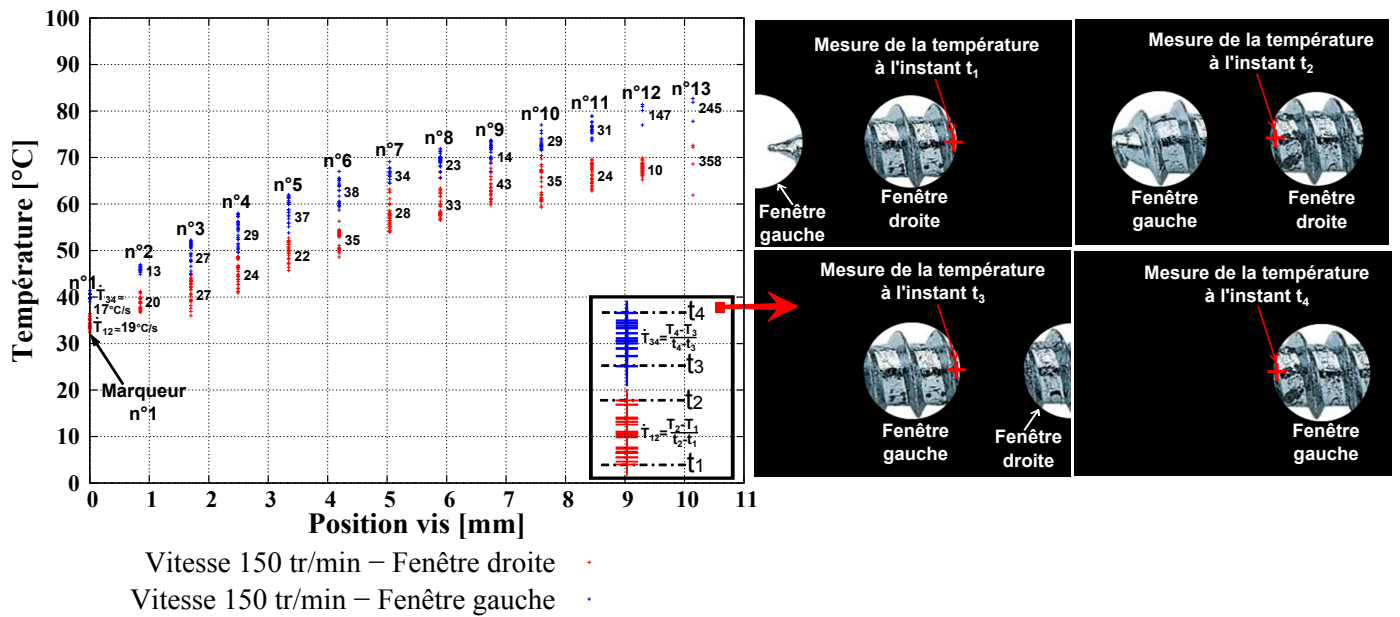 Température [°C]
100
90
80
70
60
50
40
30
20
10
0
0 1 2 3 4 5 6 7 8 9 10 11
Position vis [mm]
n°1
Ṫ34≈
17°C/s
Ṫ12≈19°C/s
Marqueur
n°1
n°2
13
20
n°3
27
27
n°4
29
24
n°5
37
22
n°6
38
35
n°7
34
28
n°8
23
33
n°9
14
43
n°10
29
35
n°11
31
24
n°12
147
10
n°13
245
358
t4
Ṫ34=T4-T3/t4-t3
t3
t2
Ṫ12=T2-T1/t2-t1
t1
Vitesse 150 tr/min − Fenêtre droite
Vitesse 150 tr/min − Fenêtre gauche
Mesure de la température
à l'instant t1
Fenêtre
gauche
Fenêtre
droite
Mesure de la température
à l'instant t2
Fenêtre
gauche
Fenêtre
droite
Mesure de la température
à l'instant t3
Fenêtre
gauche
Fenêtre
droite
Mesure de la température
à l'instant t4
Fenêtre
gauche